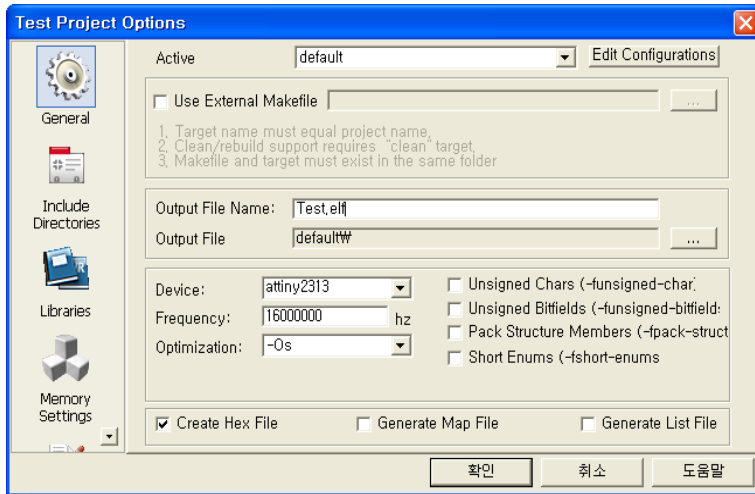 Test Project Options
Active
default
Edit Configurations
General
Use External Makefile
...
1, Target name must equal project name,
2, Clean/rebuild support requires "clean" target,
3, Makefile and target must exist in the same folder
Include
Directories
Output File Name:
Test,elf
Output File
default₩
...
Libraries
Device:
attiny2313
Unsigned Chars (-funsigned-char)
Frequency:
16000000
hz
Unsigned Bitfields (-funsigned-bitfields
Optimization:
-Os
Pack Structure Members (-fpack-struct
Short Enums (-fshort-enums
Memory
Settings
Create Hex File
Generate Map File
Generate List File
확인
취소
도움말